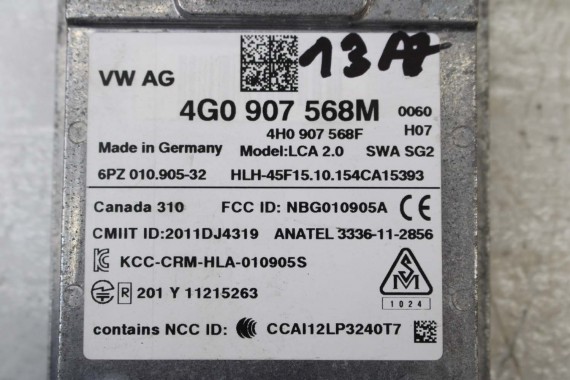 13 A7
VW AG
4G0 907 568M 0060
4H0 907 568F H07
Made in Germany Model:LCA 2.0 SWA SG2
6PZ 010.905-32 HLH-45F15.10.154CA15393
Canada 310 FCC ID: NBG010905A CE
CMIIT ID:2011DJ4319 ANATEL 3336-11-2856
KCC-CRM-HLA-010905S
R 201 Y 11215263
1024
contains NCC ID: CCAI12LP3240T7